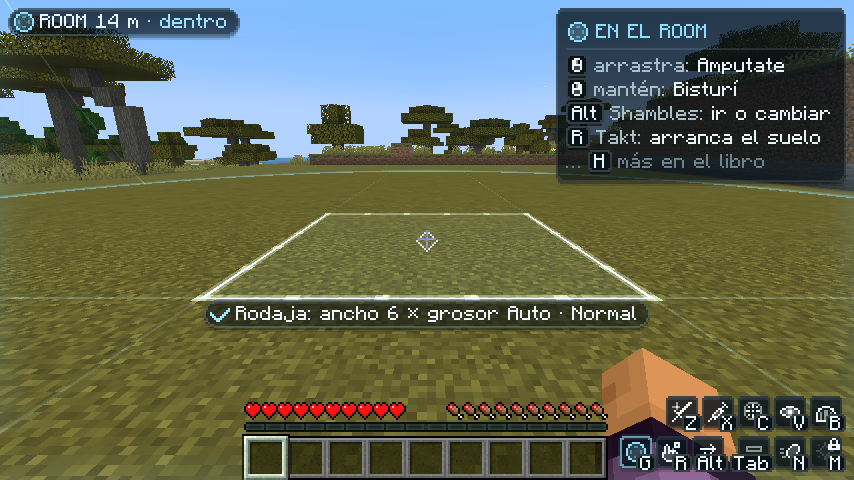 ROOM 14 m · dentro
EN EL ROOM
arrastra: Amputate
mantén: Bisturí
Alt Shambles: ir o cambiar
R Takt: arranca el suelo
... H más en el libro
Rodaja: ancho 6 × grosor Auto · Normal
Z X C V B
G R Alt Tab N M